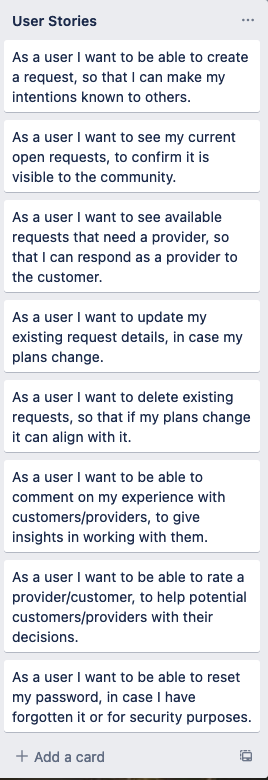 User Stories
As a user I want to be able to create
a request, so that I can make my
intentions known to others.
As a user I want to see my current
open requests, to confirm it is
visible to the community.
As a user I want to see available
requests that need a provider, so
that I can respond as a provider to
the customer.
As a user I want to update my
existing request details, in case my
plans change.
As a user I want to delete existing
requests, so that if my plans change
it can align with it.
As a user I want to be able to
comment on my experience with
customers/providers, to give
insights in working with them.
As a user I want to be able to rate a
provider/customer, to help potential
customers/providers with their
decisions.
As a user I want to be able to reset
my password, in case I have
forgotten it or for security purposes.
Add a card